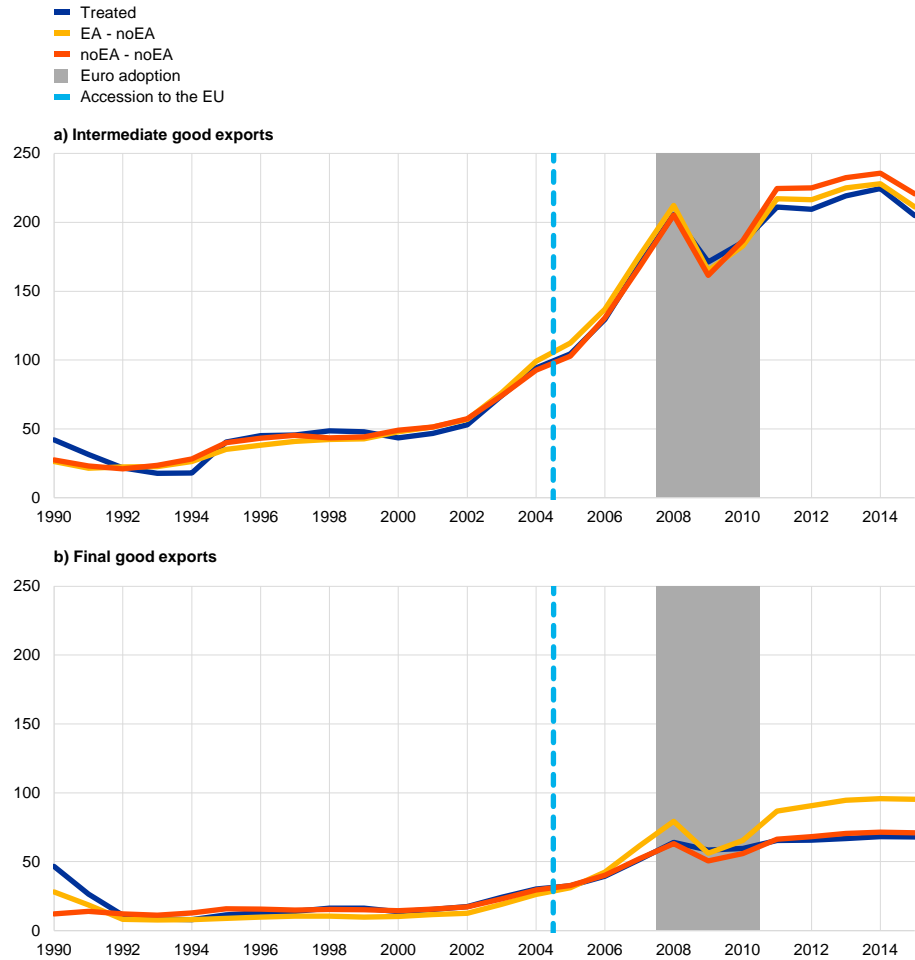 Treated
EA - noEA
noEA - noEA
Euro adoption
Accession to the EU
a) Intermediate good exports
250
200
150
100
50
0
1990 1992 1994 1996 1998 2000 2002 2004 2006 2008 2010 2012 2014
b) Final good exports
250
200
150
100
50
0
1990 1992 1994 1996 1998 2000 2002 2004 2006 2008 2010 2012 2014